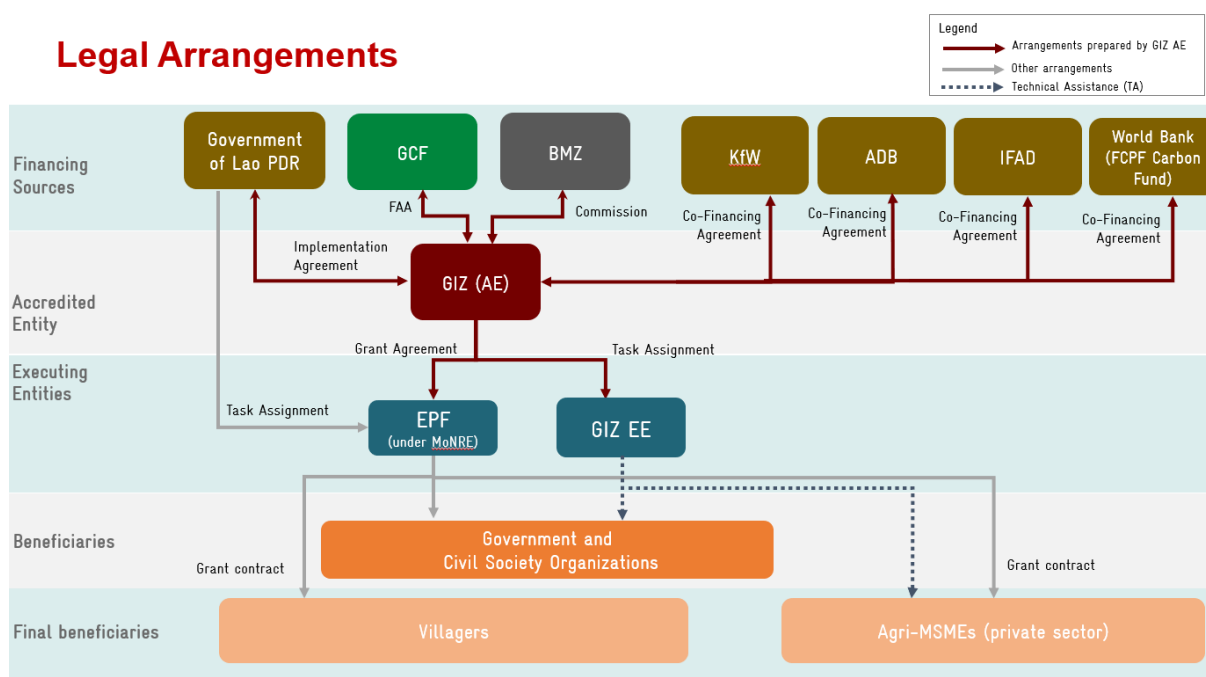 Legal Arrangements
Legend
Arrangements prepared by GIZ AE
Other arrangements
Technical Assistance (TA)
Financing
Sources
Government
of Lao PDR
GCF
BMZ
KfW
ADB
IFAD
World Bank
(FCPF Carbon
Fund)
FAA
Commission
Co-Financing
Agreement
Co-Financing
Agreement
Co-Financing
Agreement
Co-Financing
Agreement
Implementation
Agreement
GIZ (AE)
Accredited
Entity
Grant Agreement
Task Assignment
Executing
Entities
Task Assignment
EPF
(under MoNRE)
GIZ EE
Beneficiaries
Government and
Civil Society Organizations
Grant contract
Grant contract
Final beneficiaries
Villagers
Agri-MSMEs (private sector)